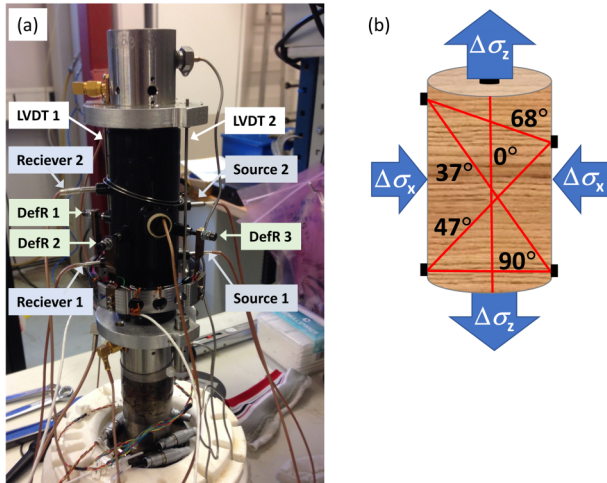 (a)
LVDT 1
LVDT 2
Reciever 2
Source 2
DefR 1
DefR 2
DefR 3
Reciever 1
Source 1
(b)
Δσz
68°
0°
37°
Δσx
Δσx
47°
90°
Δσz